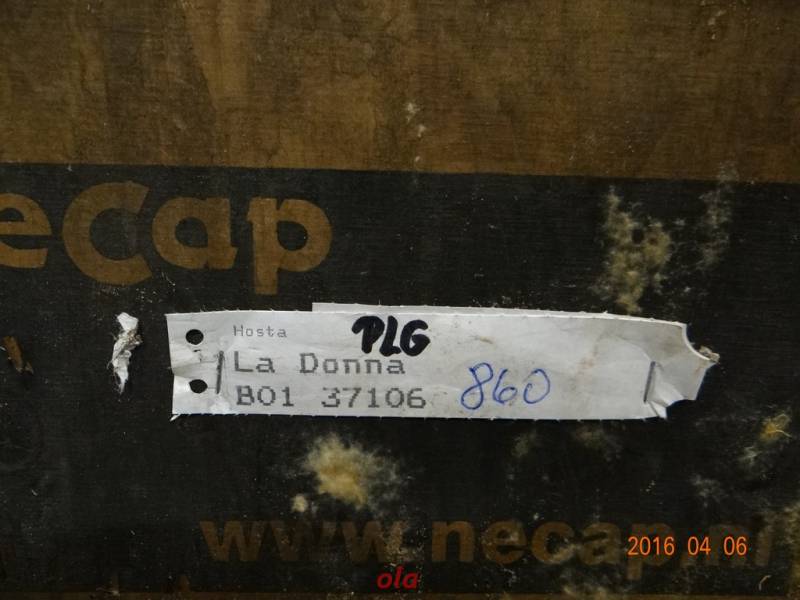 eCap
Hosta PLG
La Donna
B01 37106 860
www.necap.nl
2016 04 06
ola